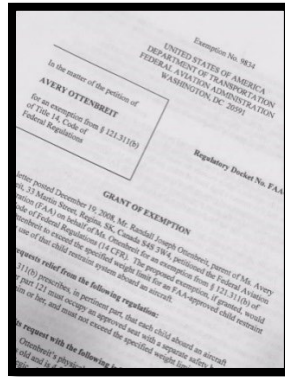 Exemption No. 9834
UNITED STATES OF AMERICA
DEPARTMENT OF TRANSPORTATION
FEDERAL AVIATION ADMINISTRATION
WASHINGTON, DC 20591
In the matter of the petition of
AVERY OTTENBREIT
for an exemption from § 121.311(b)
of Title 14, Code of
Federal Regulations
Regulatory Docket No. FAA
GRANT OF EXEMPTION
letter posted December 19, 2008, Mr. Randall Joseph Ottenbreit, parent of Ms. Avery
33 Martin Street, Regina, SK, Canada S4S 3W4, petitioned the Federal Aviation
(FAA) on behalf of Ms. Ottenbreit for an exemption from § 121.311(b) of
Code of Federal Regulations (14 CFR). The proposed exemption, if granted, would
Ottenbreit to exceed the specified weight limit for an FAA-approved child restraint
use of that child restraint system aboard an aircraft.
requests relief from the following regulation:
311(b) prescribes, in pertinent part, that each child aboard an aircraft
part 121 must occupy an approved seat with a separate safety
him or her, and must not exceed the specified weight
request with the following
Ottenbreit's
old and is